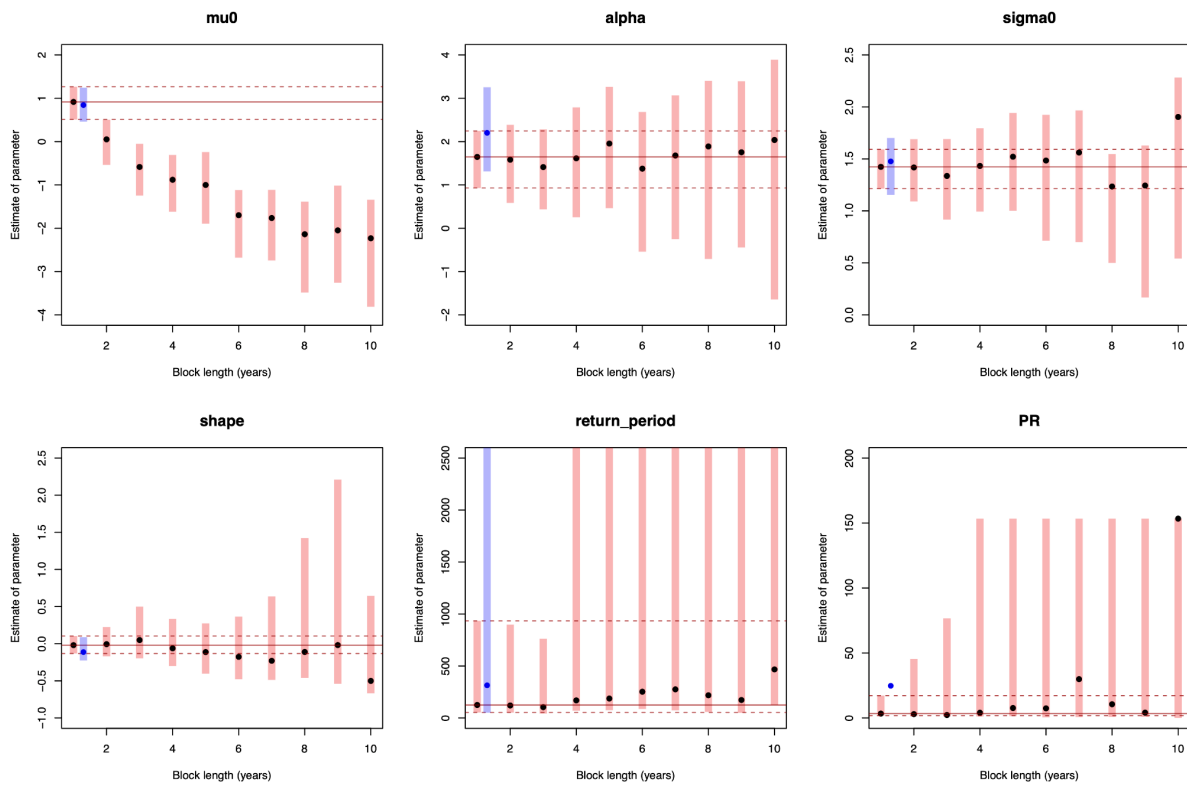 mu0
alpha
sigma0
Estimate of parameter
2
1
0
-1
-2
-3
-4
2 4 6 8 10
Block length (years)
Estimate of parameter
4
3
2
1
0
-1
-2
2 4 6 8 10
Block length (years)
Estimate of parameter
2.5
2.0
1.5
1.0
0.5
0.0
2 4 6 8 10
Block length (years)
shape
return_period
PR
Estimate of parameter
2.5
2.0
1.5
1.0
0.5
0.0
-0.5
-1.0
2 4 6 8 10
Block length (years)
Estimate of parameter
2500
2000
1500
1000
500
0
2 4 6 8 10
Block length (years)
Estimate of parameter
200
150
100
50
0
2 4 6 8 10
Block length (years)